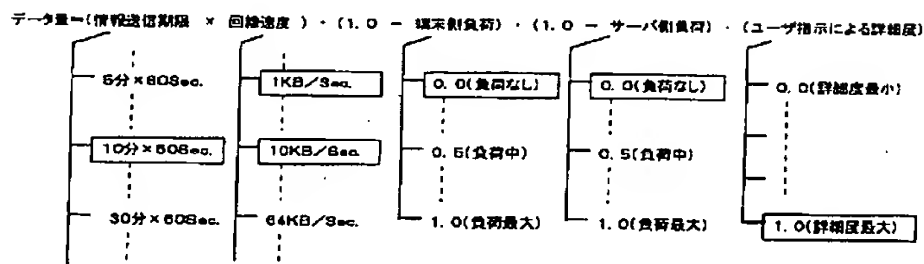 データ量=(情報送信期限 × 回線速度)・(1.0 − 端末側負荷)・(1.0 − サーバ側負荷)・(ユーザ指示による詳細度)
5分×60Sec. 1KB/Sec. 0.0(負荷なし) 0.0(負荷なし) 0.0(詳細度最小)
10分×60Sec. 10KB/Sec. 0.5(負荷中) 0.5(負荷中)
30分×60Sec. 64KB/Sec. 1.0(負荷最大) 1.0(負荷最大) 1.0(詳細度最大)